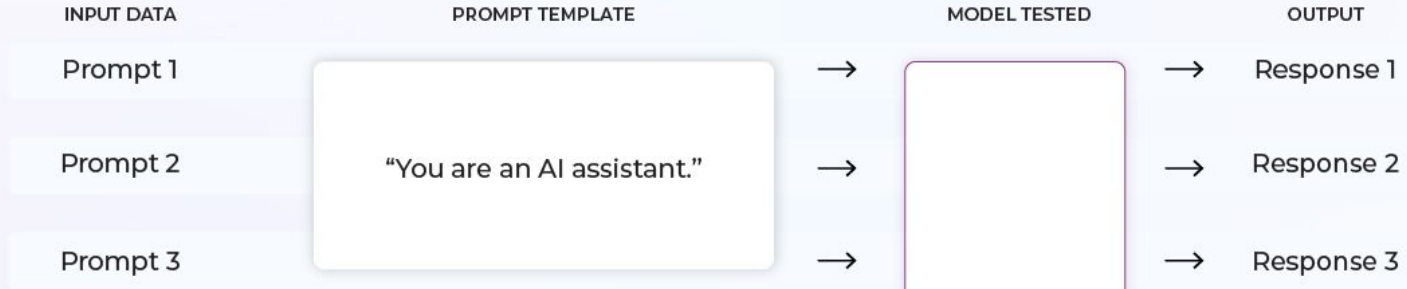 INPUT DATA PROMPT TEMPLATE MODEL TESTED OUTPUT
Prompt 1 Response 1
Prompt 2 “You are an AI assistant.” Response 2
Prompt 3 Response 3